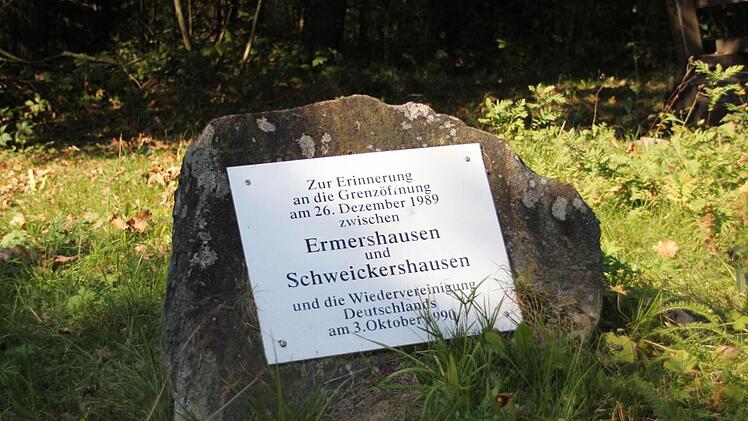 Zur Erinnerung
an die Grenzöffnung
am 26. Dezember 1989
zwischen
Ermershausen
und
Schweickershausen
und die Wiedervereinigung
Deutschlands
am 3.Oktober 1990